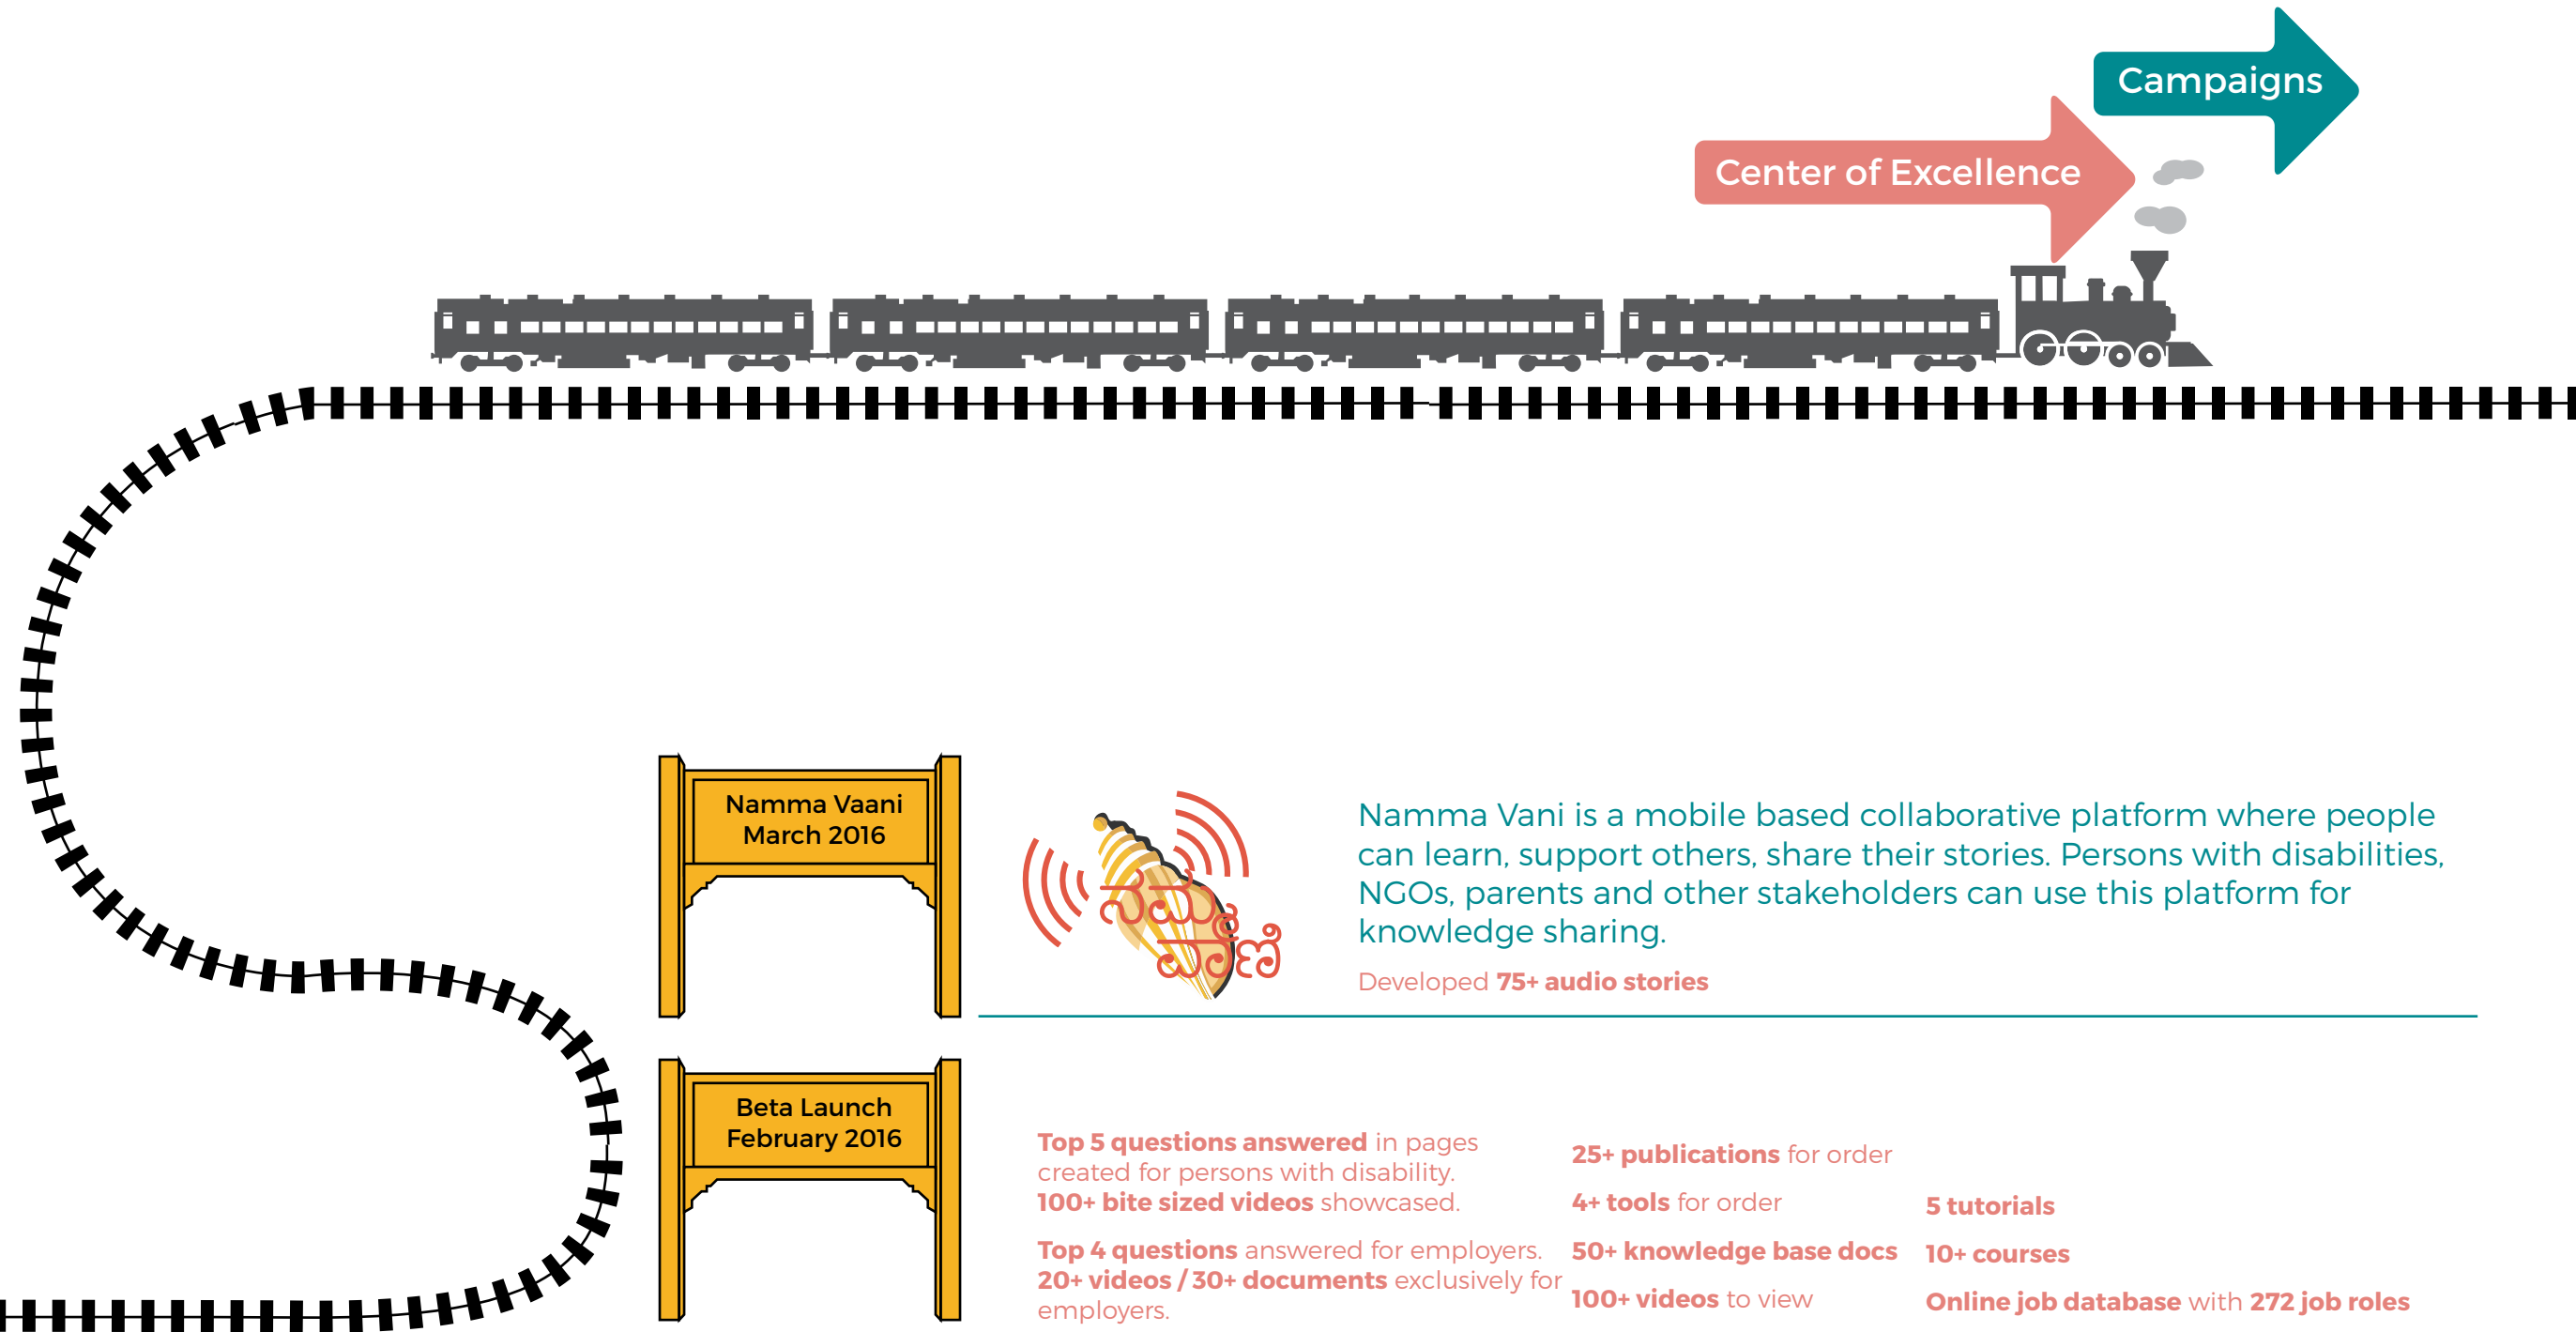 Campaigns
Center of Excellence
Namma Vaani
March 2016
ನಮ್ಮ
ವಾಣಿ
Namma Vani is a mobile based collaborative platform where people
can learn, support others, share their stories. Persons with disabilities,
NGOs, parents and other stakeholders can use this platform for
knowledge sharing.
Developed 75+ audio stories
Beta Launch
February 2016
Top 5 questions answered in pages
created for persons with disability.
100+ bite sized videos showcased.
Top 4 questions answered for employers.
20+ videos / 30+ documents exclusively for
employers.
25+ publications for order
4+ tools for order
50+ knowledge base docs
100+ videos to view
5 tutorials
10+ courses
Online job database with 272 job roles